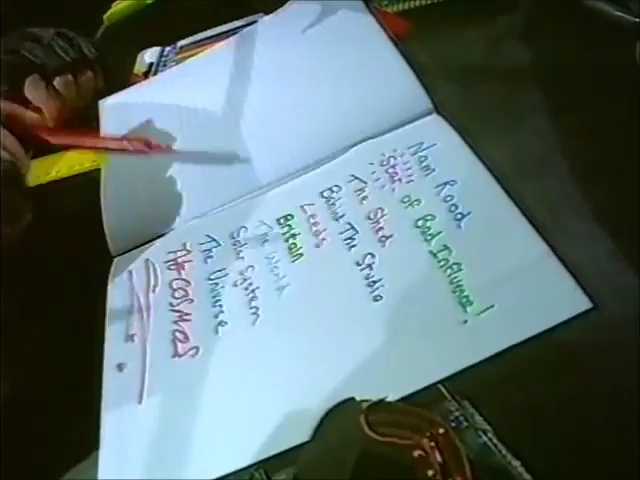 Nam Rood
Star of Bad Influence!
The Shed
Behind The Studio
Leeds
Britain
The World
Solar System
The Universe
THE COSMOS